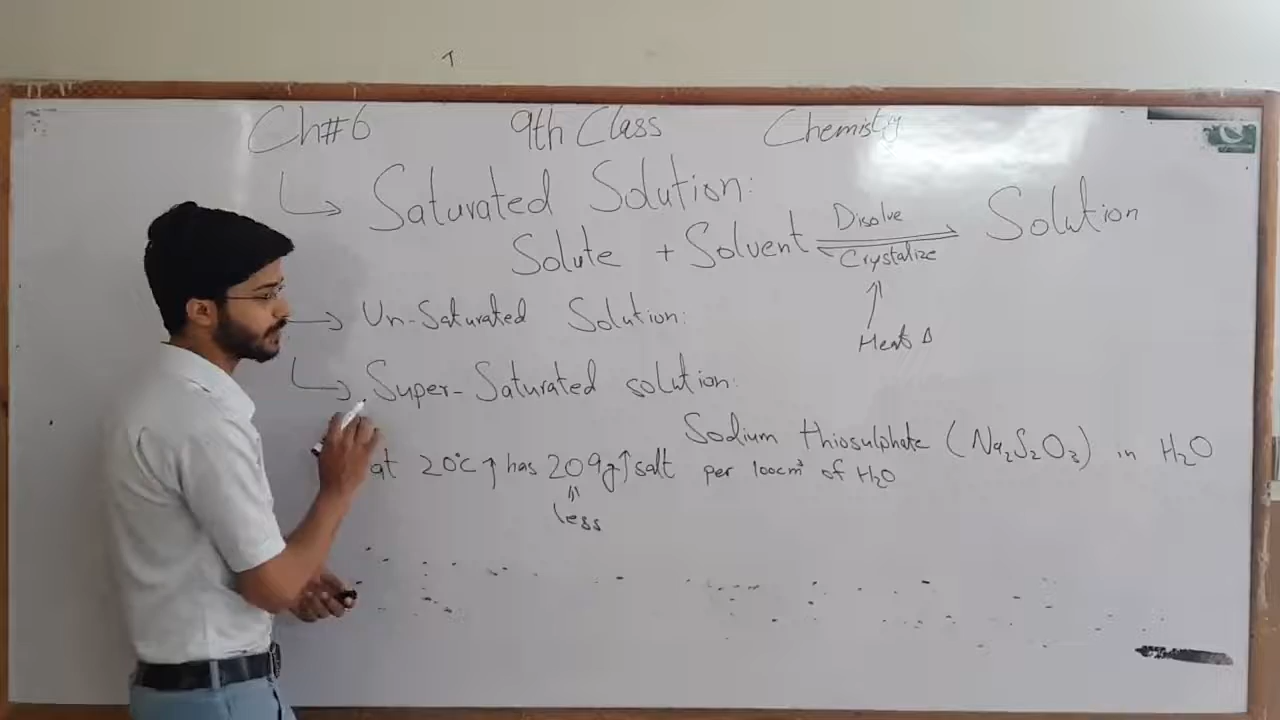 Ch#6 9th Class Chemistry
↳ Saturated Solution:
Solute + Solvent ⇌ Solution
Disolve
Crystalize
↑
Heat Δ
→ Un-Saturated Solution:
↳ Super-Saturated solution:
Sodium thiosulphate (Na₂S₂O₃) in H₂O
at 20°C ↑ has 209g ↑ salt per 100cm³ of H₂O
⇑
less